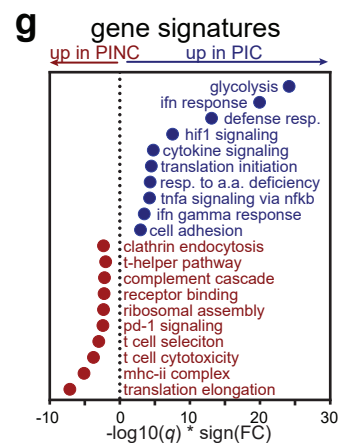 g
gene signatures
up in PINC up in PIC
glycolysis
ifn response
defense resp.
hif1 signaling
cytokine signaling
translation initiation
resp. to a.a. deficiency
tnfa signaling via nfkb
ifn gamma response
cell adhesion
clathrin endocytosis
t-helper pathway
complement cascade
receptor binding
ribosomal assembly
pd-1 signaling
t cell seleciton
t cell cytotoxicity
mhc-ii complex
translation elongation
-10 0 10 20 30
-log10(q) * sign(FC)